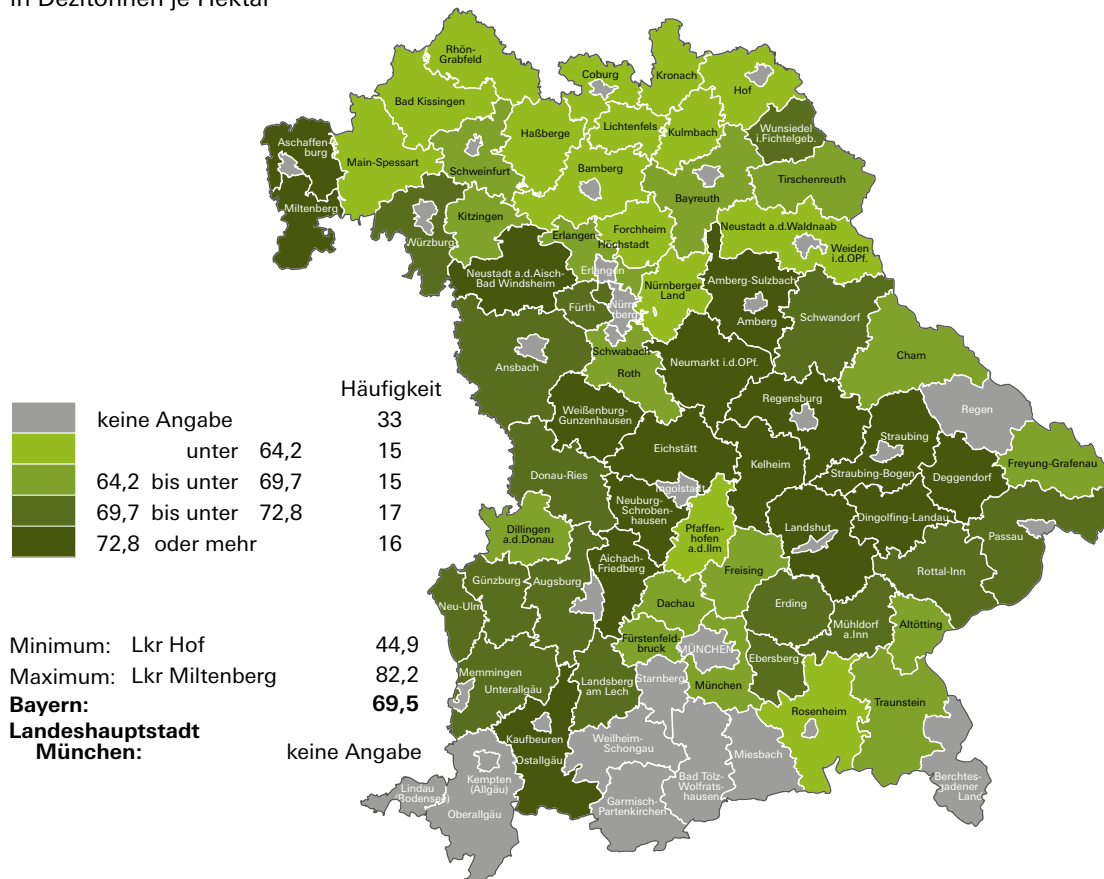 in Dezitonnen je Hektar
Rhön-
Grabfeld
Coburg
Kronach
Hof
Bad Kissingen
Lichtenfels
Kulmbach
Haßberge
Wunsiedel
i.Fichtelgeb.
Aschaffen-
burg
Main-Spessart
Schweinfurt
Bamberg
Tirschenreuth
Bayreuth
Miltenberg
Kitzingen
Forchheim
Neustadt a.d.Waldnaab
Würzburg
Erlangen-
Höchstadt
Weiden
i.d.OPf.
Erlangen
Neustadt a.d.Aisch-
Bad Windsheim
Nürnberger
Land
Amberg-Sulzbach
Fürth
Nürn-
berg
Amberg
Schwandorf
Schwabach
Roth
Neumarkt i.d.OPf.
Cham
Ansbach
Häufigkeit
keine Angabe 33
unter 64,2 15
64,2 bis unter 69,7 15
69,7 bis unter 72,8 17
72,8 oder mehr 16
Weißenburg-
Gunzenhausen
Regensburg
Regen
Eichstätt
Straubing
Kelheim
Freyung-Grafenau
Donau-Ries
Straubing-Bogen
Deggendorf
Ingolstadt
Neuburg-
Schroben-
hausen
Dingolfing-Landau
Dillingen
a.d.Donau
Pfaffen-
hofen
a.d.Ilm
Landshut
Passau
Aichach-
Friedberg
Freising
Rottal-Inn
Günzburg
Augsburg
Neu-Ulm
Dachau
Erding
Mühldorf
a.Inn
Altötting
Fürstenfeld-
bruck
MÜNCHEN
Ebersberg
Minimum: Lkr Hof 44,9
Maximum: Lkr Miltenberg 82,2
Bayern: 69,5
Landeshauptstadt
München: keine Angabe
Memmingen
Unterallgäu
Landsberg
am Lech
Starnberg
München
Rosenheim
Traunstein
Kaufbeuren
Ostallgäu
Weilheim-
Schongau
Miesbach
Kempten
(Allgäu)
Bad Tölz-
Wolfrats-
hausen
Berchtes-
gadener
Land
Lindau
(Bodensee)
Garmisch-
Partenkirchen
Oberallgäu